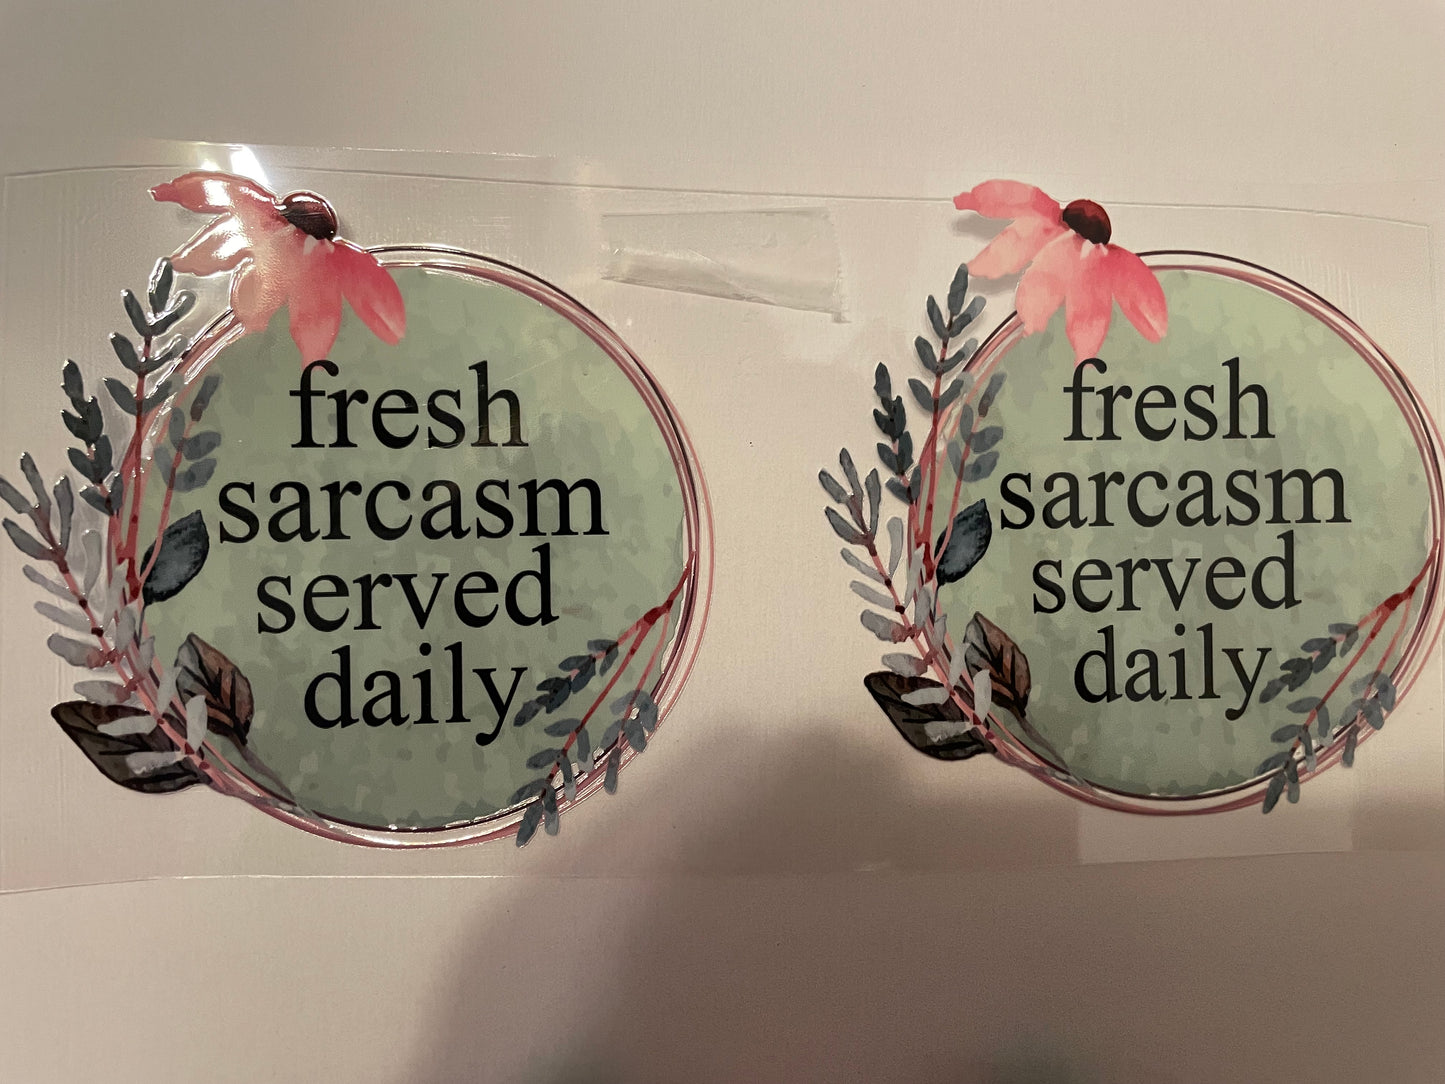 fresh
sarcasm
served
daily
fresh
sarcasm
served
daily